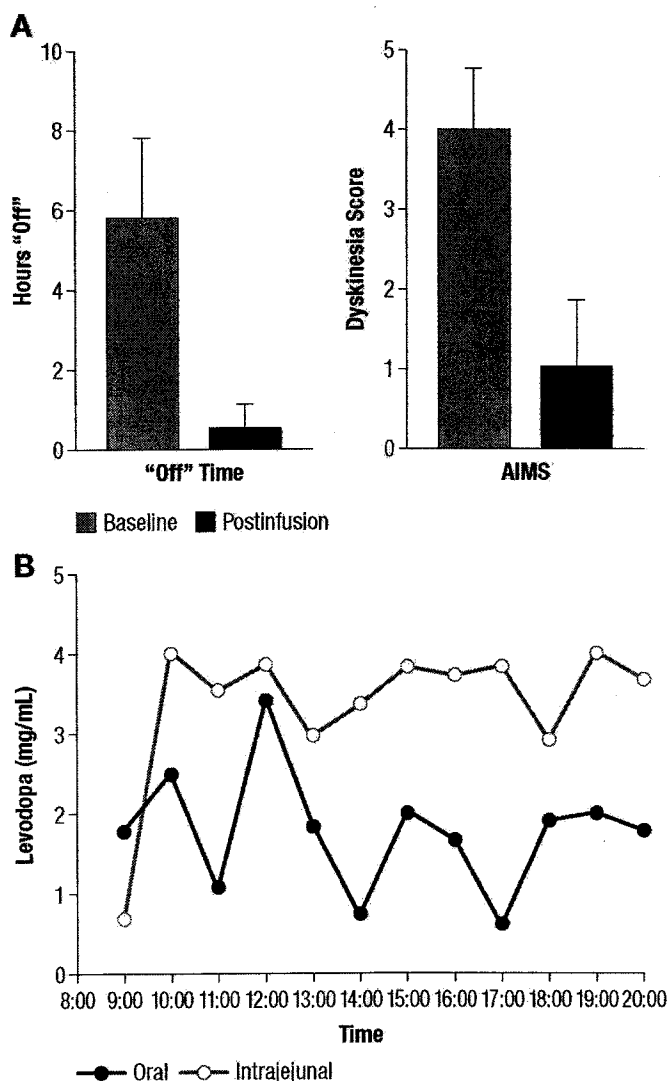 A
10
8
6
4
2
0
Hours “Off”
“Off” Time
5
4
3
2
1
0
Dyskinesia Score
AIMS
Baseline Postinfusion
B
5
4
3
2
1
0
Levodopa (mg/mL)
8:00 9:00 10:00 11:00 12:00 13:00 14:00 15:00 16:00 17:00 18:00 19:00 20:00
Time
Oral Intrajejunal